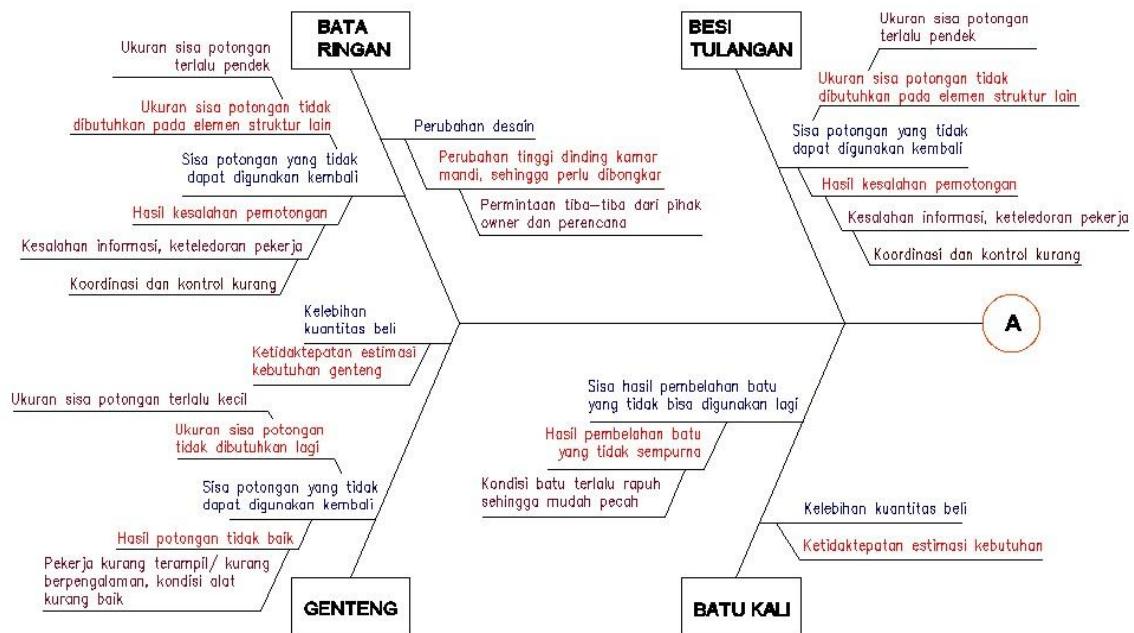 BATA
RINGAN
Ukuran sisa potongan
terlalu pendek
Ukuran sisa potongan tidak
dibutuhkan pada elemen struktur lain
Sisa potongan yang tidak
dapat digunakan kembali
Hasil kesalahan pemotongan
Kesalahan informasi, keteledoran pekerja
Koordinasi dan kontrol kurang
Perubahan desain
Perubahan tinggi dinding kamar
mandi, sehingga perlu dibongkar
Permintaan tiba-tiba dari pihak
owner dan perencana
BESI
TULANGAN
Ukuran sisa potongan
terlalu pendek
Ukuran sisa potongan tidak
dibutuhkan pada elemen struktur lain
Sisa potongan yang tidak
dapat digunakan kembali
Hasil kesalahan pemotongan
Kesalahan informasi, keteledoran pekerja
Koordinasi dan kontrol kurang
A
Kelebihan
kuantitas beli
Ketidaktepatan estimasi
kebutuhan genteng
Ukuran sisa potongan terlalu kecil
Ukuran sisa potongan
tidak dibutuhkan lagi
Sisa potongan yang tidak
dapat digunakan kembali
Hasil potongan tidak baik
Pekerja kurang terampil/ kurang
berpengalaman, kondisi alat
kurang baik
GENTENG
Sisa hasil pembelahan batu
yang tidak bisa digunakan lagi
Hasil pembelahan batu
yang tidak sempurna
Kondisi batu terlalu rapuh
sehingga mudah pecah
Kelebihan kuantitas beli
Ketidaktepatan estimasi kebutuhan
BATU KALI